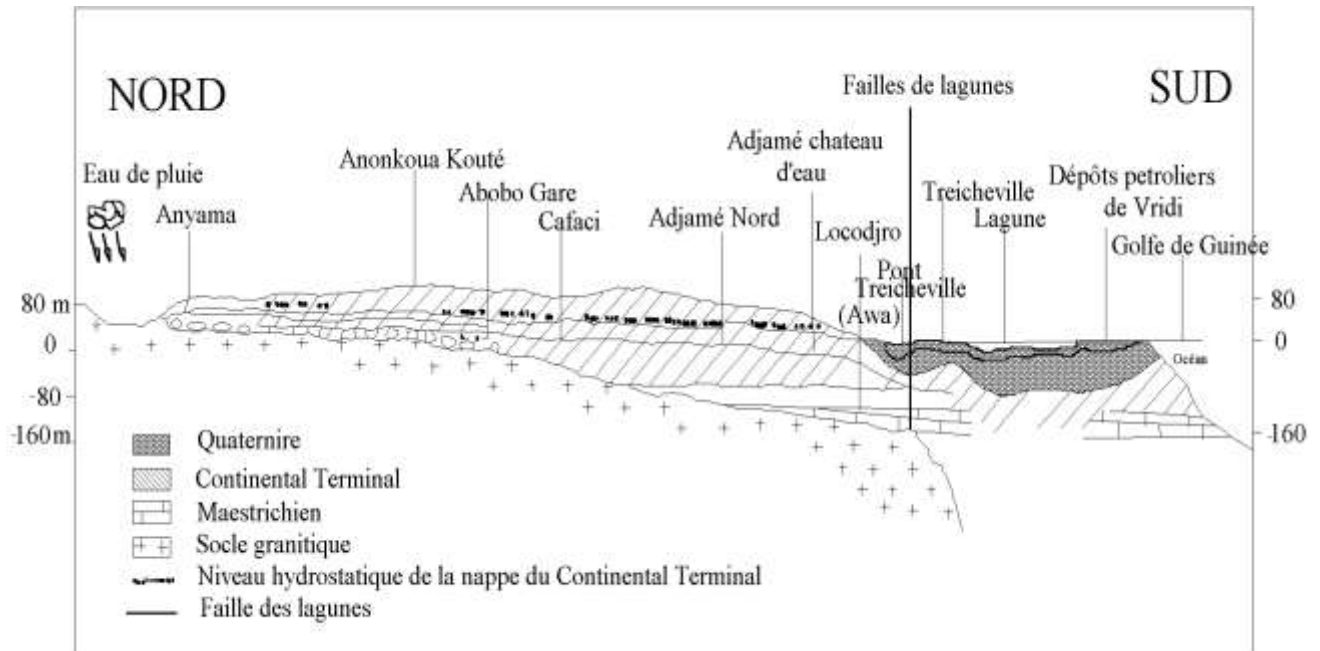 NORD
SUD
Failles de lagunes
Eau de pluie
Anyama
Anonkoua Kouté
Abobo Gare
Cafaci
Adjamé Nord
Adjamé chateau
d'eau
Locodjro
Pont
Treicheville
(Awa)
Treicheville
Lagune
Dépôts petroliers
de Vridi
Golfe de Guinée
80 m
0
-80
-160 m
80
0
-160
Océan
Quaternire
Continental Terminal
Maestrichien
Socle granitique
Niveau hydrostatique de la nappe du Continental Terminal
Faille des lagunes